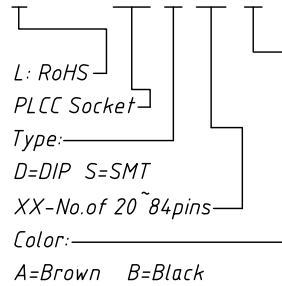 L: RoHS
PLCC Socket
Type:
D=DIP S=SMT
XX-No.of 20~84pins
Color:
A=Brown B=Black